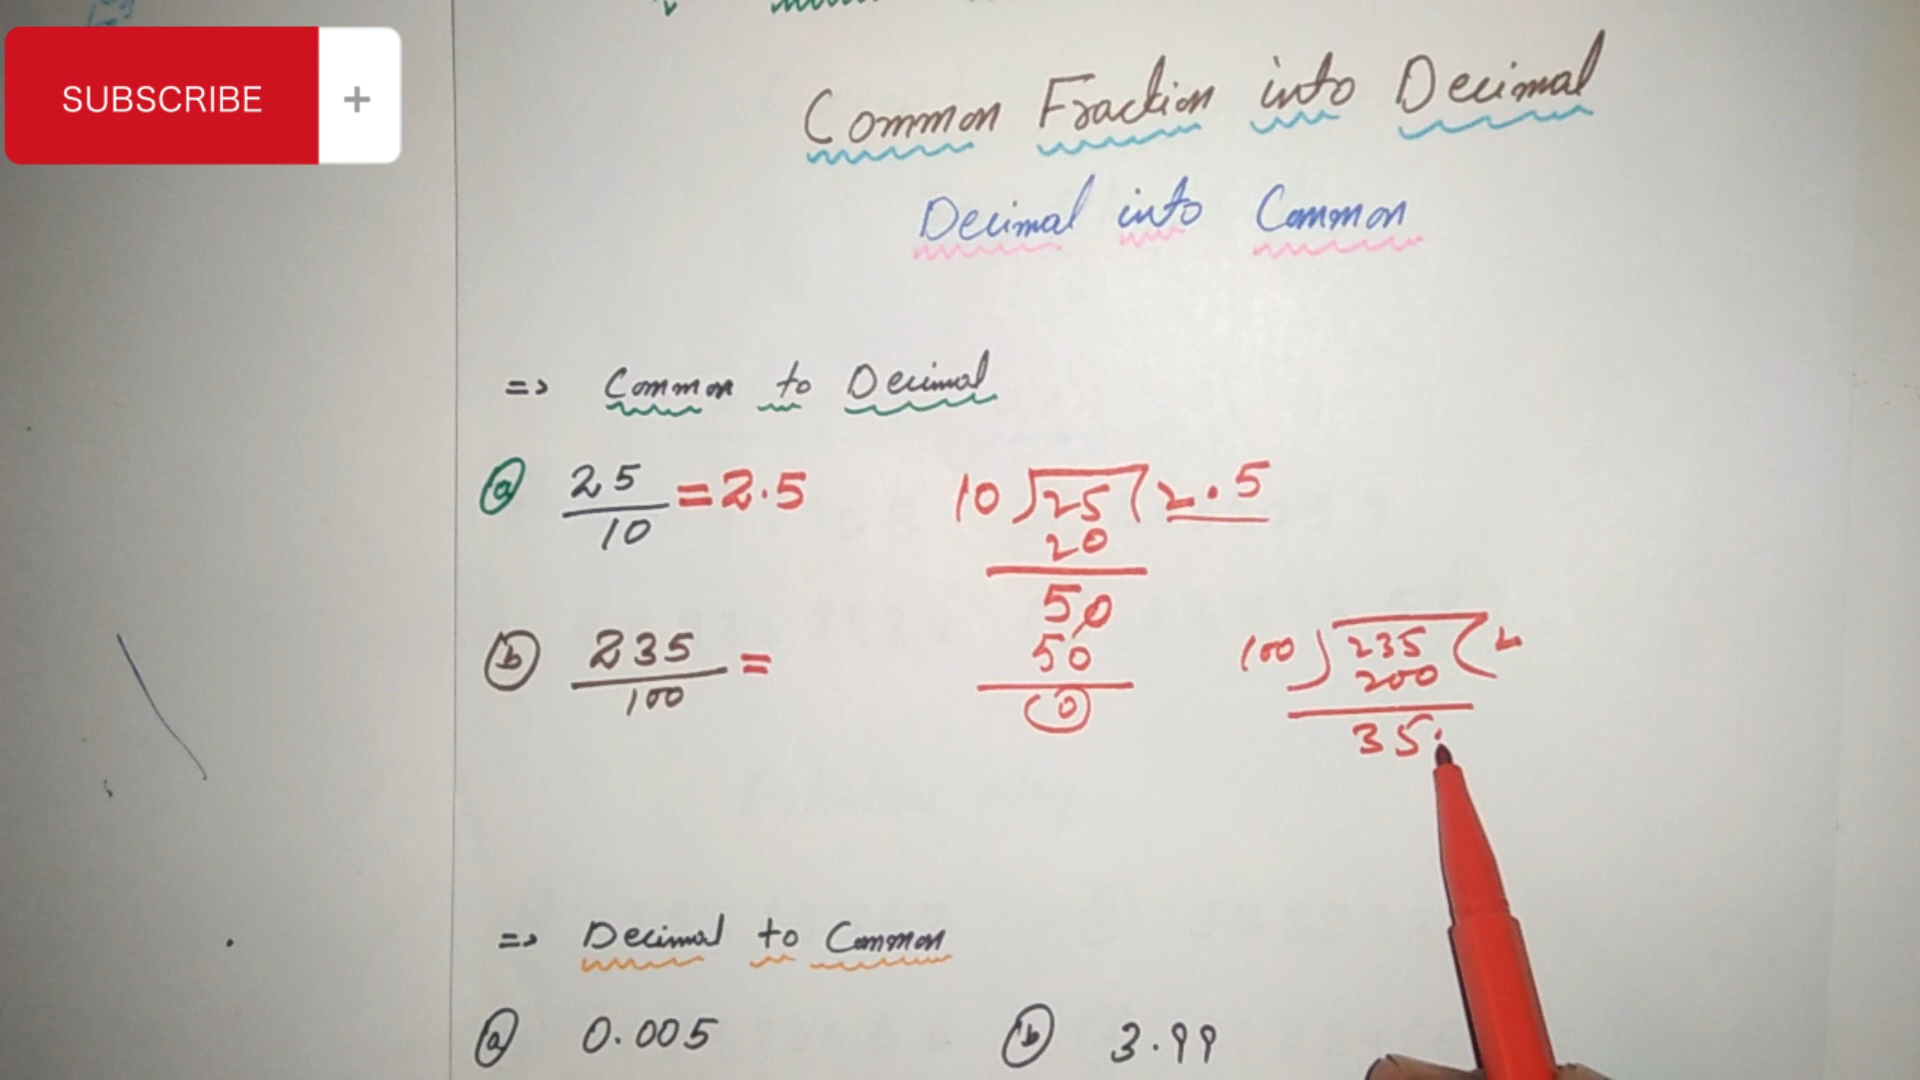 SUBSCRIBE +
Common Fraction into Decimal
Decimal into Common
=> Common to Decimal
(a) 25/10 = 2.5
10 ) 25 ( 2.5
20
50
50
0
(b) 235/100 =
100 ) 235 ( 2
200
35
=> Decimal to Common
(a) 0.005
(b) 3.99